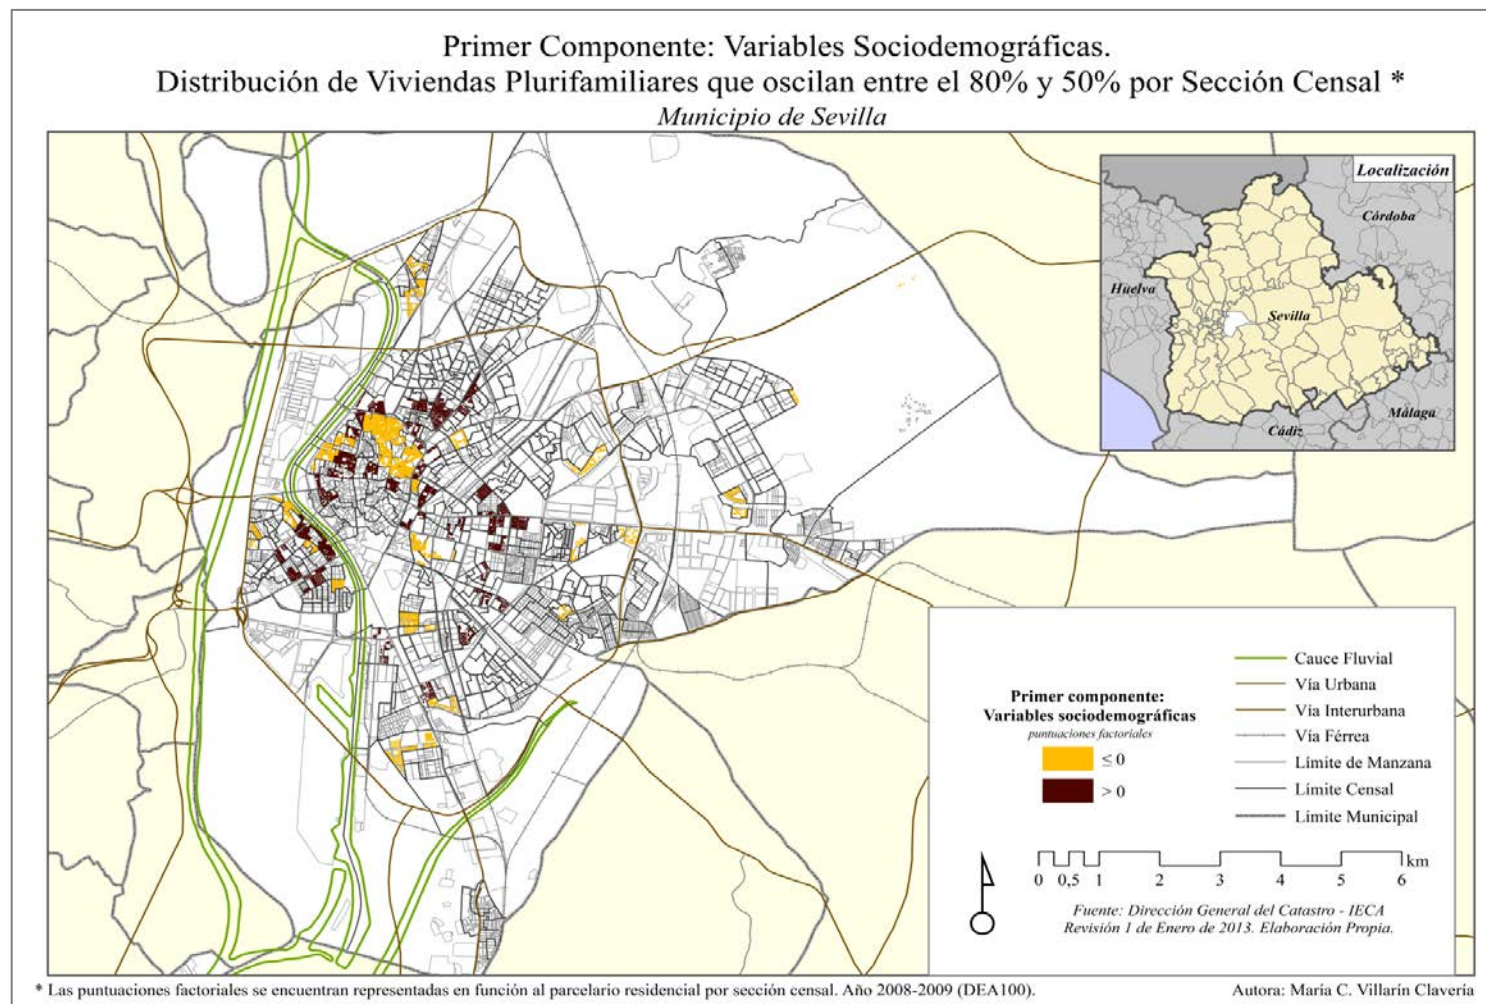 Primer Componente: Variables Sociodemográficas.
Distribución de Viviendas Plurifamiliares que oscilan entre el 80% y 50% por Sección Censal *
Municipio de Sevilla
Localización
Córdoba
Huelva
Sevilla
Málaga
Cádiz
Primer componente:
Variables sociodemográficas
puntuaciones factoriales
≤ 0
> 0
Cauce Fluvial
Vía Urbana
Vía Interurbana
Vía Férrea
Límite de Manzana
Límite Censal
Límite Municipal
km
0 0,5 1 2 3 4 5 6
Fuente: Dirección General del Catastro - IECA
Revisión 1 de Enero de 2013. Elaboración Propia.
* Las puntuaciones factoriales se encuentran representadas en función al parcelario residencial por sección censal. Año 2008-2009 (DEA100).
Autora: María C. Villarín Clavería